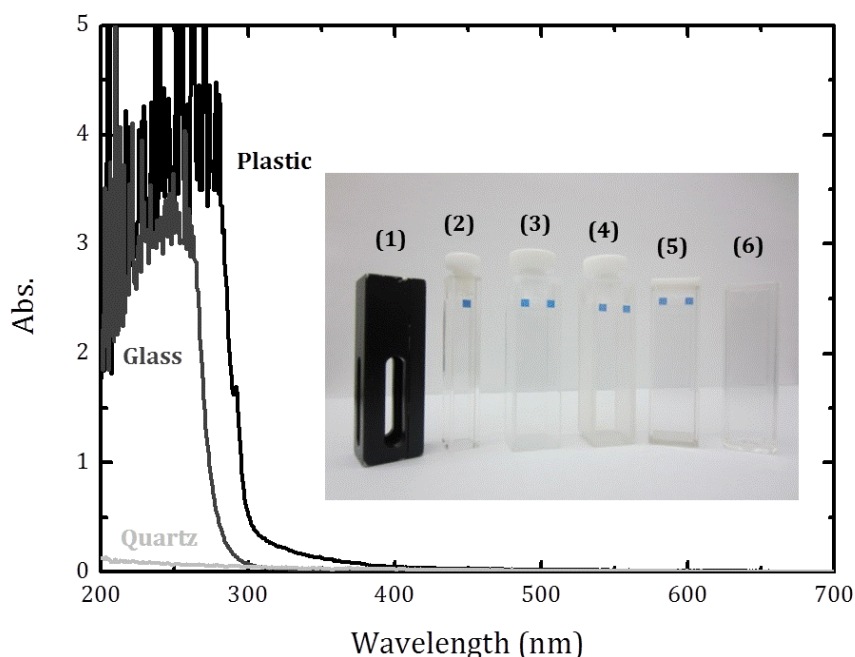 5
4
3
2
1
0
Abs.
Plastic
Glass
Quartz
(1)
(2)
(3)
(4)
(5)
(6)
200 300 400 500 600 700
Wavelength (nm)